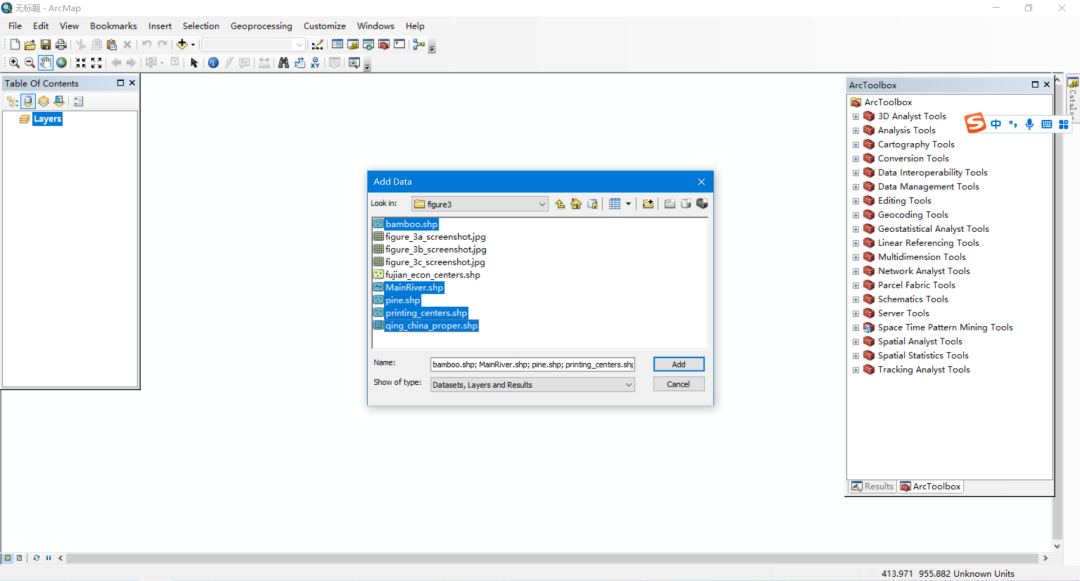 无标题 - ArcMap
File Edit View Bookmarks Insert Selection Geoprocessing Customize Windows Help
Table Of Contents
Layers
Add Data
Look in: figure3
bamboo.shp
figure_3a_screenshot.jpg
figure_3b_screenshot.jpg
figure_3c_screenshot.jpg
fujian_econ_centers.shp
MainRiver.shp
pine.shp
printing_centers.shp
qing_china_proper.shp
Name: bamboo.shp; MainRiver.shp; pine.shp; printing_centers.shp
Add
Show of type: Datasets, Layers and Results
Cancel
ArcToolbox
ArcToolbox
3D Analyst Tools
Analysis Tools
Cartography Tools
Conversion Tools
Data Interoperability Tools
Data Management Tools
Editing Tools
Geocoding Tools
Geostatistical Analyst Tools
Linear Referencing Tools
Multidimension Tools
Network Analyst Tools
Parcel Fabric Tools
Schematics Tools
Server Tools
Space Time Pattern Mining Tools
Spatial Analyst Tools
Spatial Statistics Tools
Tracking Analyst Tools
Results ArcToolbox
S 中
413.971 955.882 Unknown Units